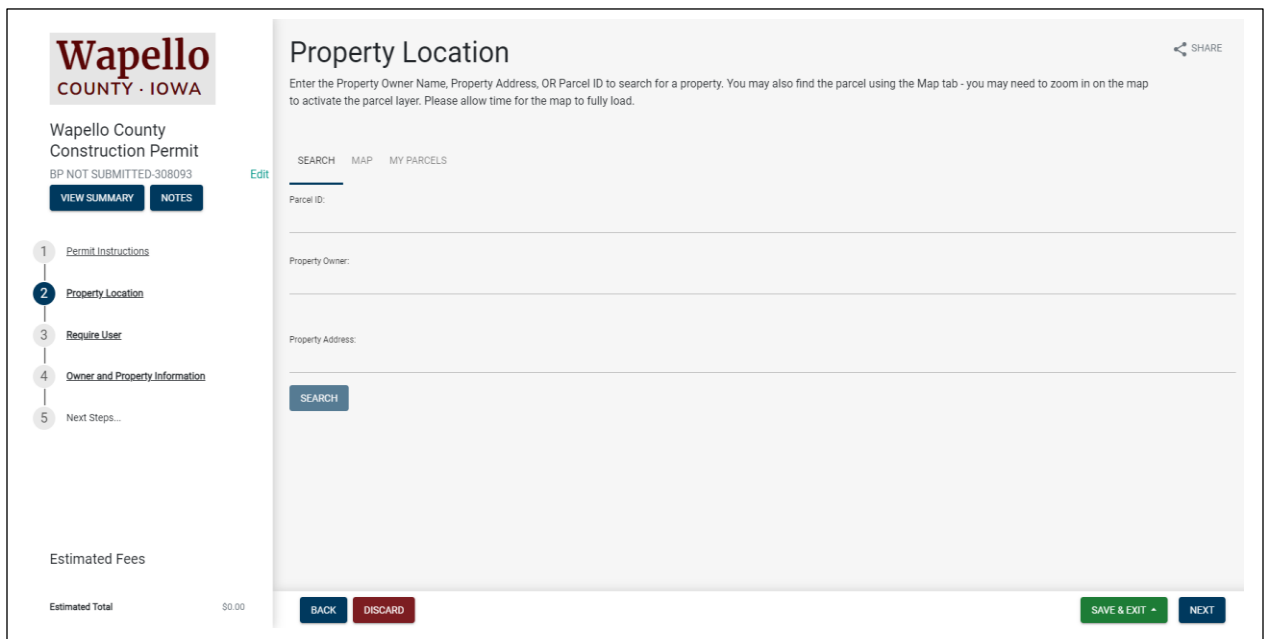 Wapello
COUNTY · IOWA
Wapello County
Construction Permit
BP NOT SUBMITTED-308093
Edit
VIEW SUMMARY
NOTES
1 Permit Instructions
2 Property Location
3 Require User
4 Owner and Property Information
5 Next Steps...
Estimated Fees
Estimated Total $0.00
Property Location
SHARE
Enter the Property Owner Name, Property Address, OR Parcel ID to search for a property. You may also find the parcel using the Map tab - you may need to zoom in on the map
to activate the parcel layer. Please allow time for the map to fully load.
SEARCH MAP MY PARCELS
Parcel ID:
Property Owner:
Property Address:
SEARCH
BACK DISCARD SAVE & EXIT NEXT